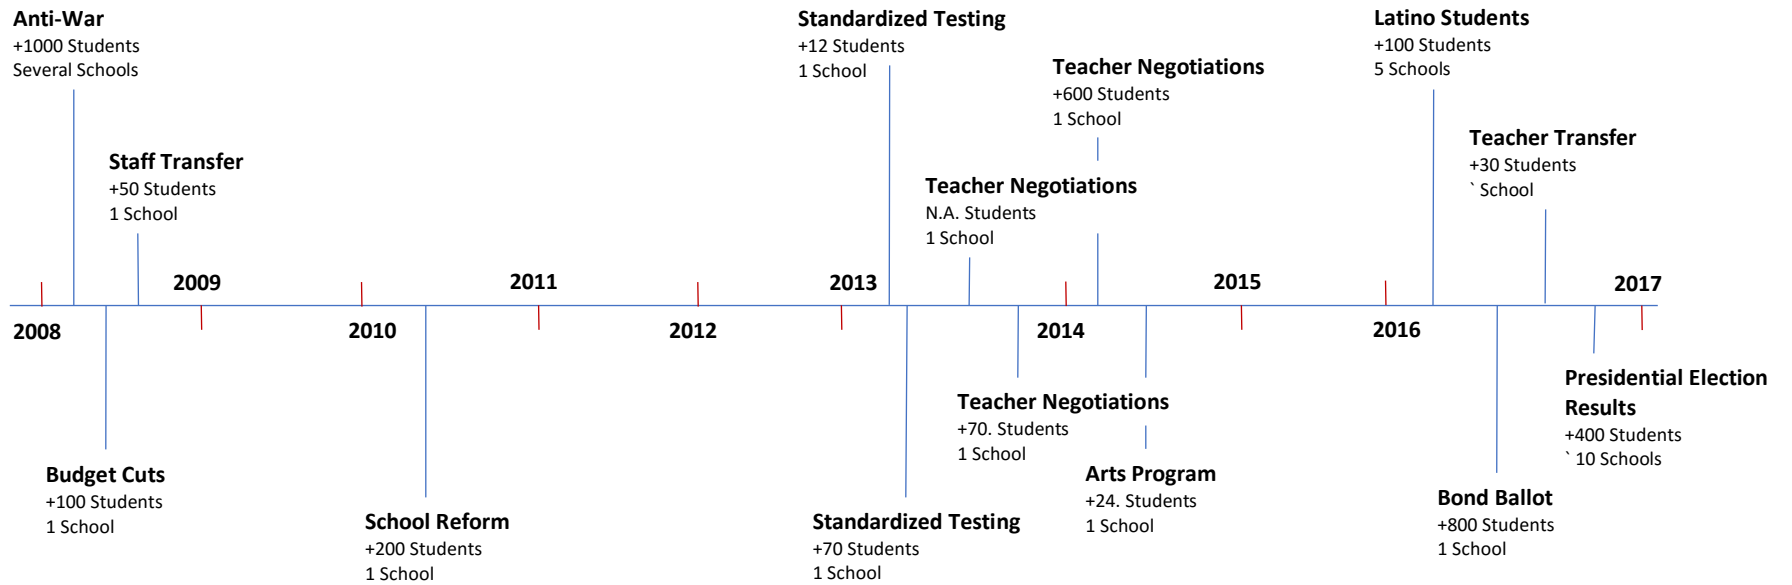 Anti-War
+1000 Students
Several Schools
Standardized Testing
+12 Students
1 School
Latino Students
+100 Students
5 Schools
Teacher Negotiations
+600 Students
1 School
Staff Transfer
+50 Students
1 School
Teacher Transfer
+30 Students
` School
Teacher Negotiations
N.A. Students
1 School
2009
2011
2013
2015
2017
2008
2010
2012
2014
2016
Presidential Election
Results
+400 Students
` 10 Schools
Teacher Negotiations
+70. Students
1 School
Budget Cuts
+100 Students
1 School
Arts Program
+24. Students
1 School
Bond Ballot
+800 Students
1 School
School Reform
+200 Students
1 School
Standardized Testing
+70 Students
1 School